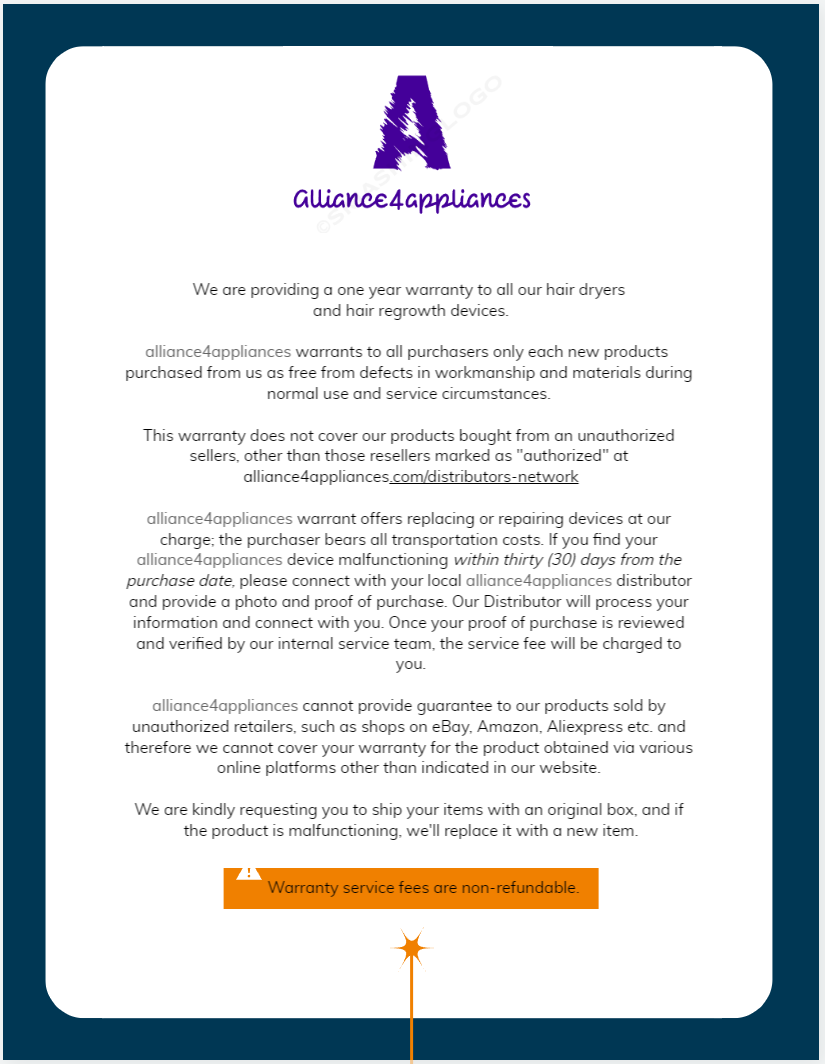 A
alliance4appliances
We are providing a one year warranty to all our hair dryers
and hair regrowth devices.
alliance4appliances warrants to all purchasers only each new products
purchased from us as free from defects in workmanship and materials during
normal use and service circumstances.
This warranty does not cover our products bought from an unauthorized
sellers, other than those resellers marked as "authorized" at
alliance4appliances.com/distributors-network
alliance4appliances warrant offers replacing or repairing devices at our
charge; the purchaser bears all transportation costs. If you find your
alliance4appliances device malfunctioning within thirty (30) days from the
purchase date, please connect with your local alliance4appliances distributor
and provide a photo and proof of purchase. Our Distributor will process your
information and connect with you. Once your proof of purchase is reviewed
and verified by our internal service team, the service fee will be charged to
you.
alliance4appliances cannot provide guarantee to our products sold by
unauthorized retailers, such as shops on eBay, Amazon, Aliexpress etc. and
therefore we cannot cover your warranty for the product obtained via various
online platforms other than indicated in our website.
We are kindly requesting you to ship your items with an original box, and if
the product is malfunctioning, we'll replace it with a new item.
Warranty service fees are non-refundable.